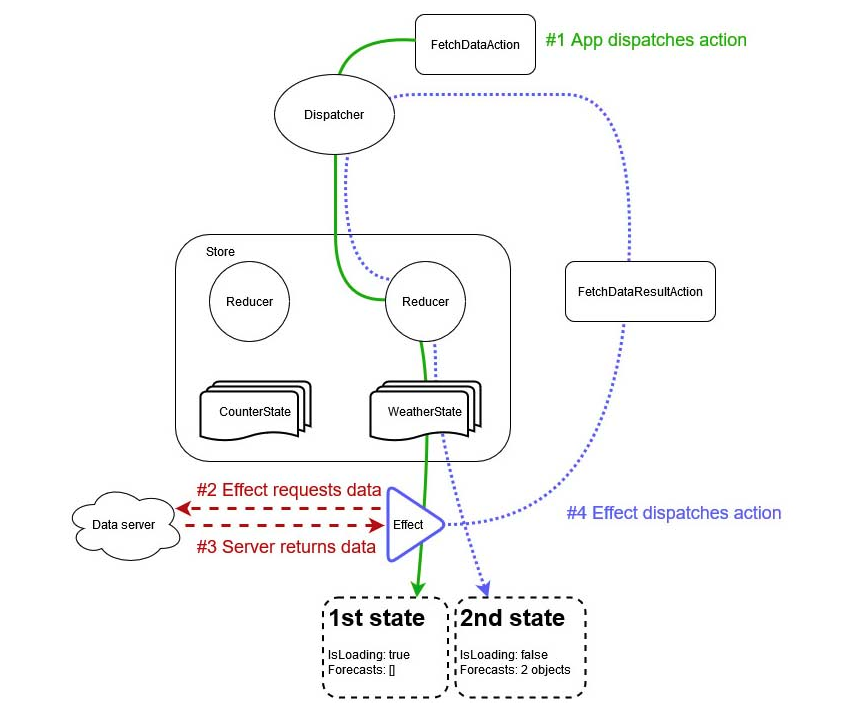 FetchDataAction
#1 App dispatches action
Dispatcher
Store
Reducer
Reducer
FetchDataResultAction
CounterState
WeatherState
#2 Effect requests data
Data server
Effect
#4 Effect dispatches action
#3 Server returns data
1st state
IsLoading: true
Forecasts: []
2nd state
IsLoading: false
Forecasts: 2 objects